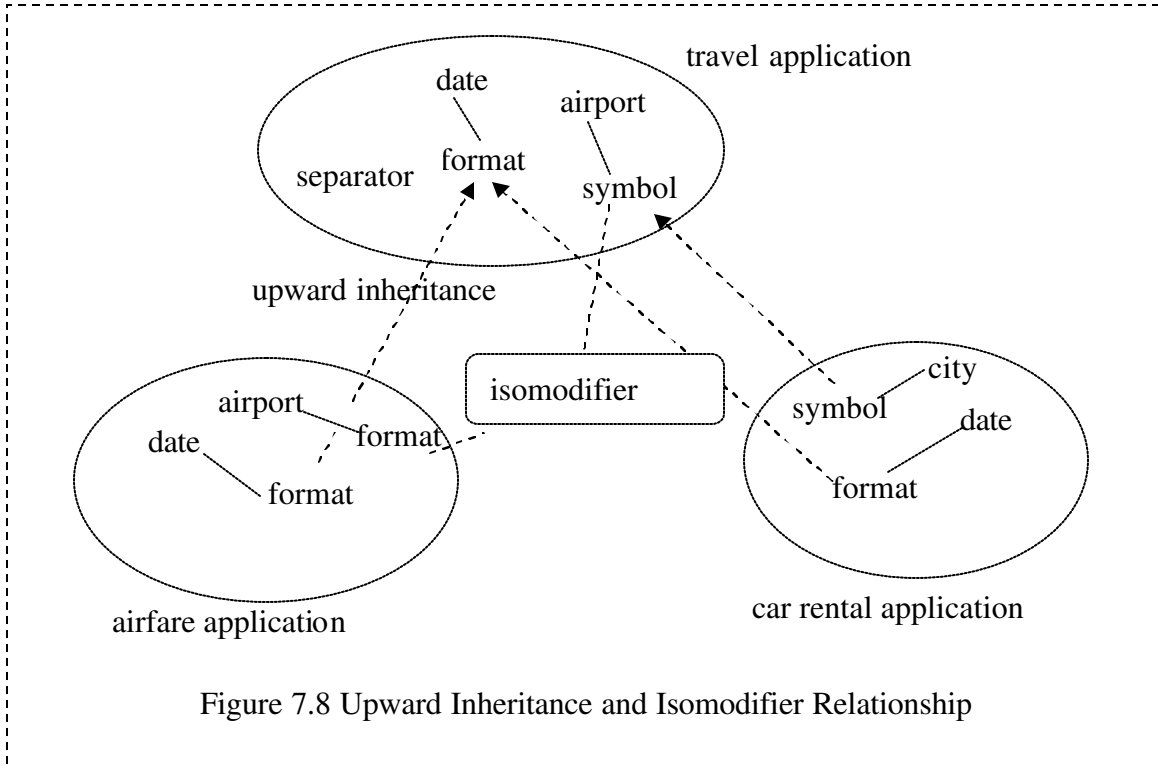 travel application
date
airport
format
separator
symbol
upward inheritance
isomodifier
city
airport
symbol
date
format
date
format
format
airfare application
car rental application
Figure 7.8 Upward Inheritance and Isomodifier Relationship